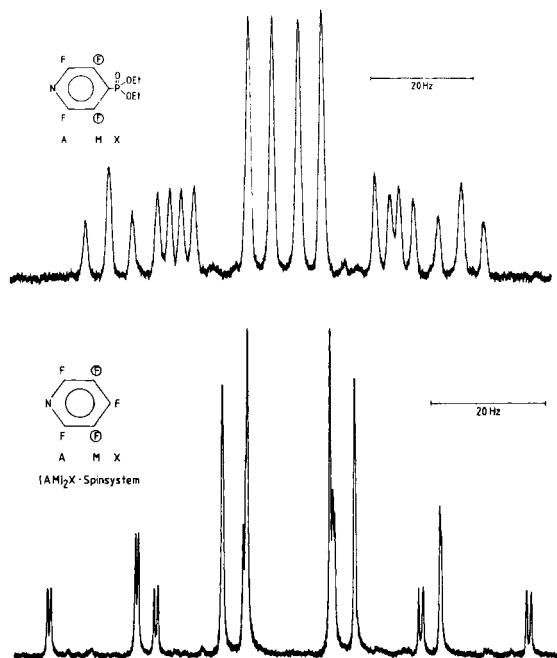 F F
O
N P OEt
OEt
F F
A M X
20 Hz
F F
N F
F F
A M X
(AM)₂X - Spinsystem
20 Hz